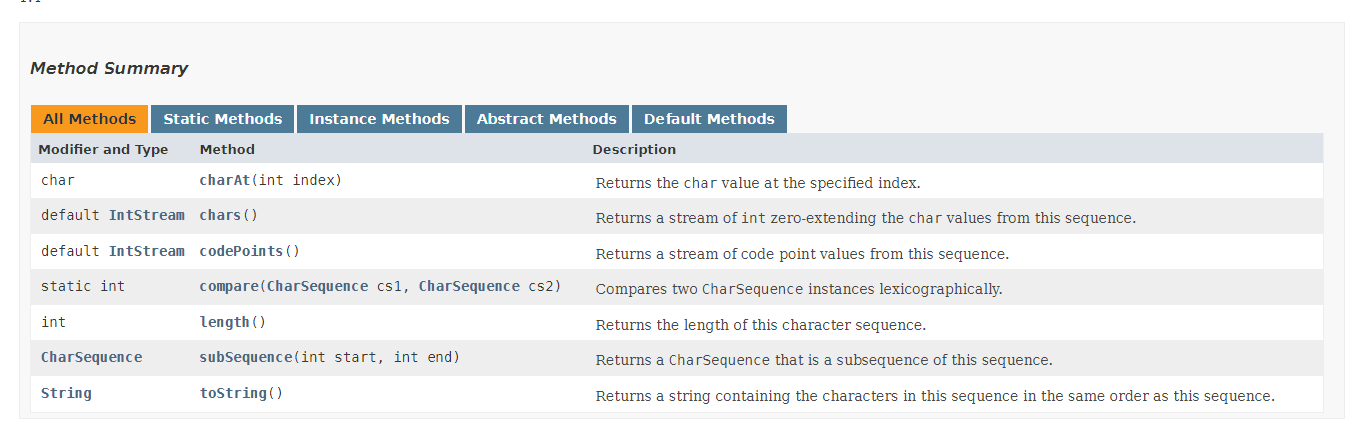 Method Summary
All Methods Static Methods Instance Methods Abstract Methods Default Methods
Modifier and Type Method Description
char charAt(int index) Returns the char value at the specified index.
default IntStream chars() Returns a stream of int zero-extending the char values from this sequence.
default IntStream codePoints() Returns a stream of code point values from this sequence.
static int compare(CharSequence cs1, CharSequence cs2) Compares two CharSequence instances lexicographically.
int length() Returns the length of this character sequence.
CharSequence subSequence(int start, int end) Returns a CharSequence that is a subsequence of this sequence.
String toString() Returns a string containing the characters in this sequence in the same order as this sequence.